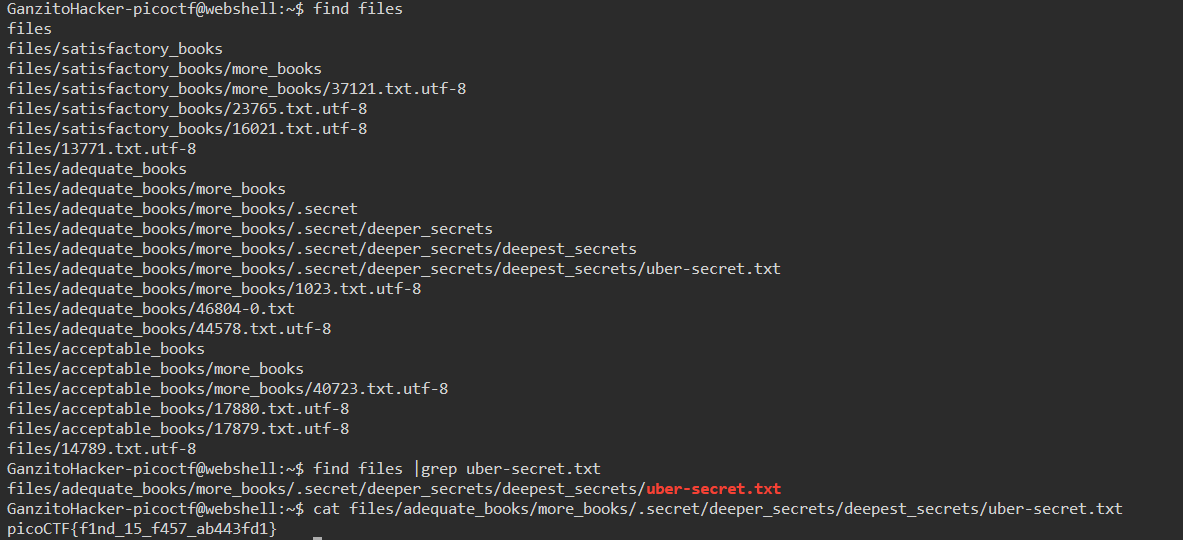 GanzitoHacker-picoctf@webshell:~$ find files
files
files/satisfactory_books
files/satisfactory_books/more_books
files/satisfactory_books/more_books/37121.txt.utf-8
files/satisfactory_books/23765.txt.utf-8
files/satisfactory_books/16021.txt.utf-8
files/13771.txt.utf-8
files/adequate_books
files/adequate_books/more_books
files/adequate_books/more_books/.secret
files/adequate_books/more_books/.secret/deeper_secrets
files/adequate_books/more_books/.secret/deeper_secrets/deepest_secrets
files/adequate_books/more_books/.secret/deeper_secrets/deepest_secrets/uber-secret.txt
files/adequate_books/more_books/1023.txt.utf-8
files/adequate_books/46804-0.txt
files/adequate_books/44578.txt.utf-8
files/acceptable_books
files/acceptable_books/more_books
files/acceptable_books/more_books/40723.txt.utf-8
files/acceptable_books/17880.txt.utf-8
files/acceptable_books/17879.txt.utf-8
files/14789.txt.utf-8
GanzitoHacker-picoctf@webshell:~$ find files |grep uber-secret.txt
files/adequate_books/more_books/.secret/deeper_secrets/deepest_secrets/uber-secret.txt
GanzitoHacker-picoctf@webshell:~$ cat files/adequate_books/more_books/.secret/deeper_secrets/deepest_secrets/uber-secret.txt
picoCTF{f1nd_15_f457_ab443fd1}